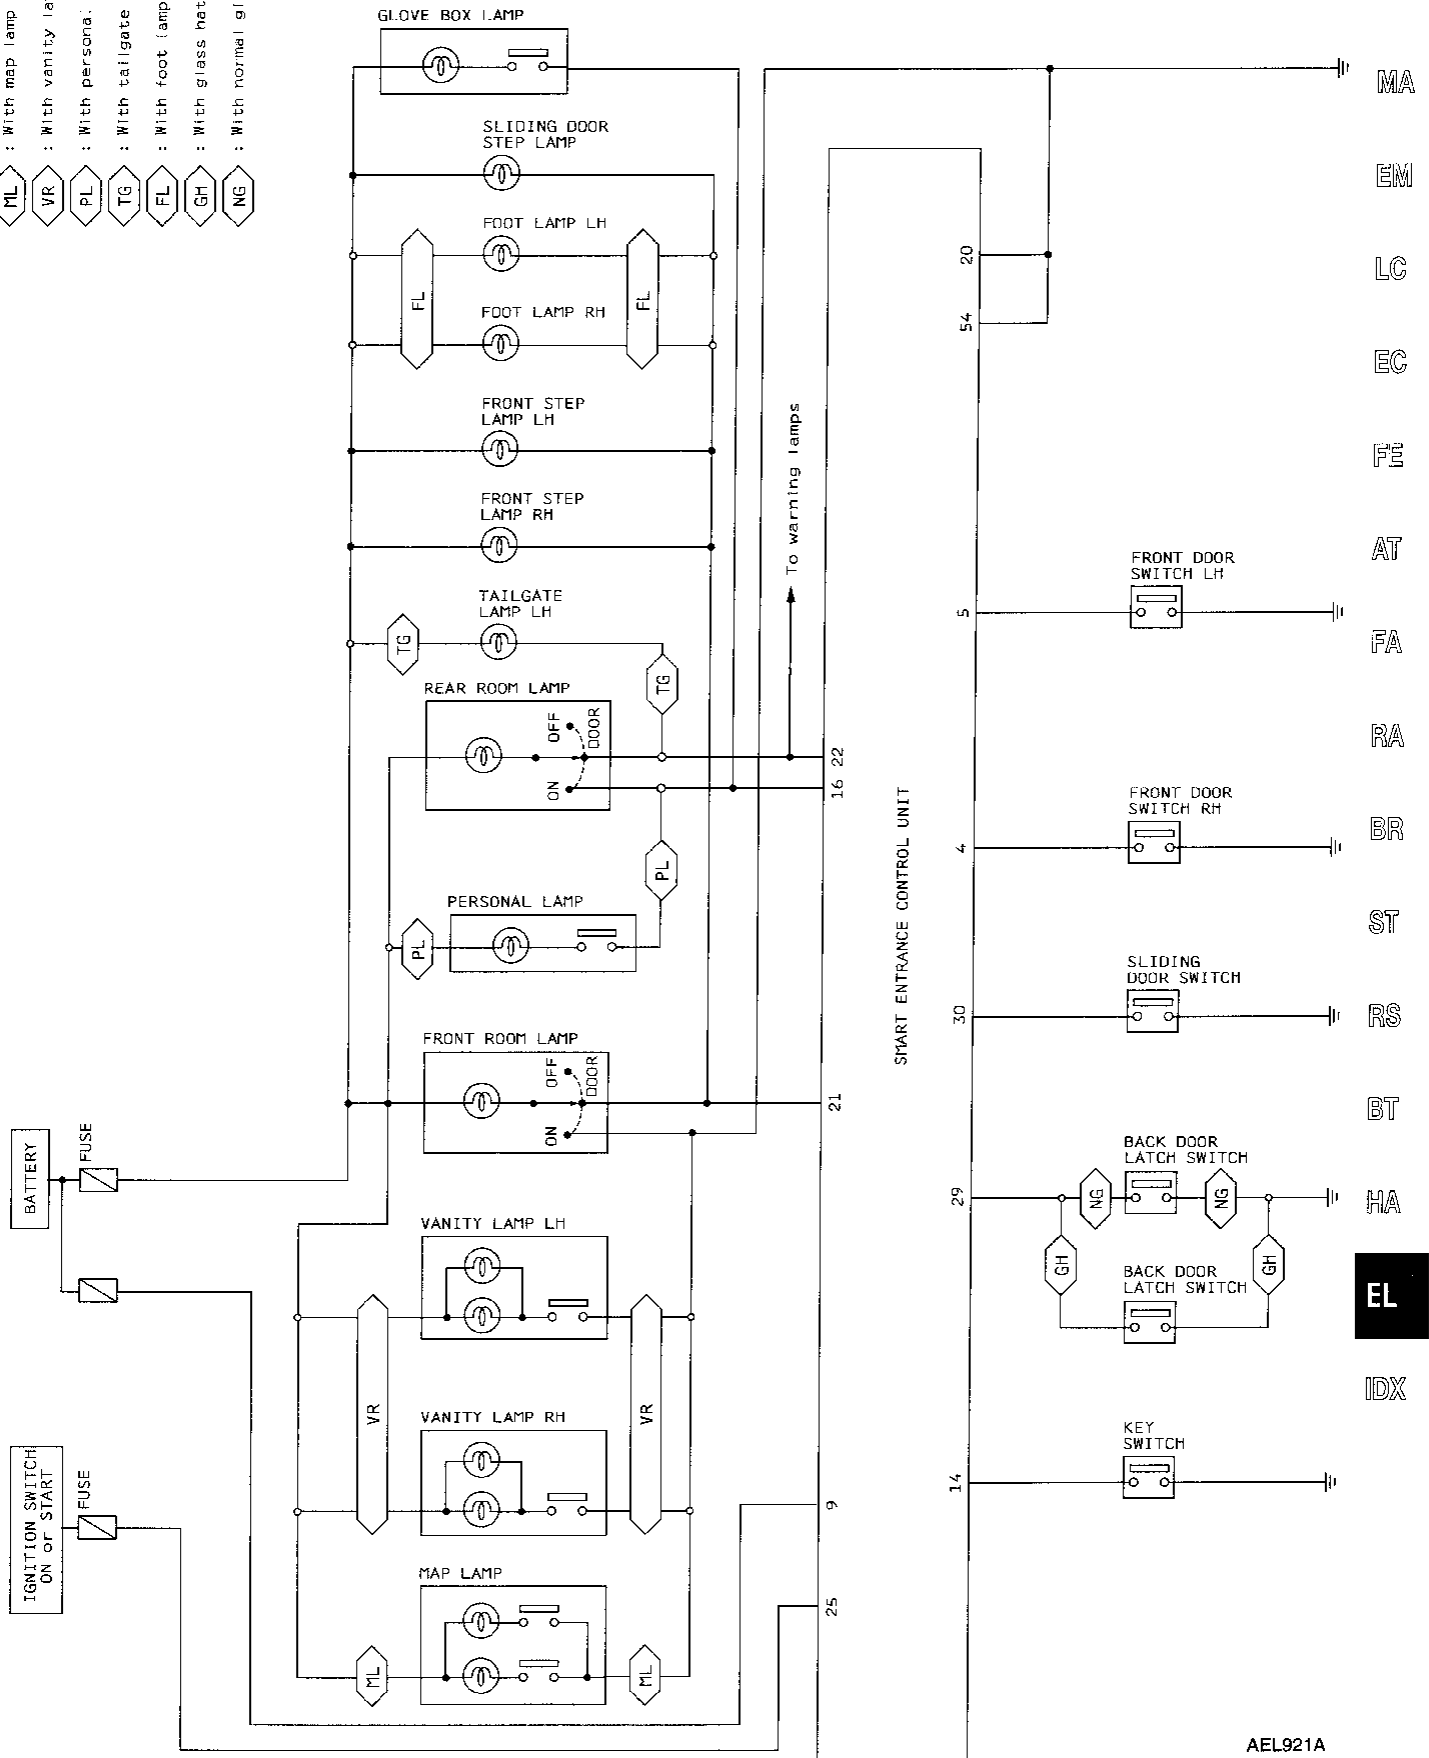 ML : With map lamp
VR : With vanity la
PL : With persona
TG : With tailgate
FL : With foot lamp
GH : With glass hat
NG : With normal gl
GLOVE BOX LAMP
SLIDING DOOR
STEP LAMP
FOOT LAMP LH
FL
FL
FOOT LAMP RH
FRONT STEP
LAMP LH
FRONT STEP
LAMP RH
TAILGATE
LAMP LH
TG
TG
To warning lamps
REAR ROOM LAMP
OFF
DOOR
ON
22
16
PL
PERSONAL LAMP
PL
FRONT ROOM LAMP
OFF
DOOR
ON
21
BATTERY
FUSE
VANITY LAMP LH
VR
VR
VANITY LAMP RH
9
IGNITION SWITCH
ON or START
FUSE
MAP LAMP
ML
ML
25
SMART ENTRANCE CONTROL UNIT
20
54
5
FRONT DOOR
SWITCH LH
4
FRONT DOOR
SWITCH RH
30
SLIDING
DOOR SWITCH
29
BACK DOOR
LATCH SWITCH
NG
NG
GH
GH
BACK DOOR
LATCH SWITCH
14
KEY
SWITCH
MA
EM
LC
EC
FE
AT
FA
RA
BR
ST
RS
BT
HA
EL
IDX
AEL921A